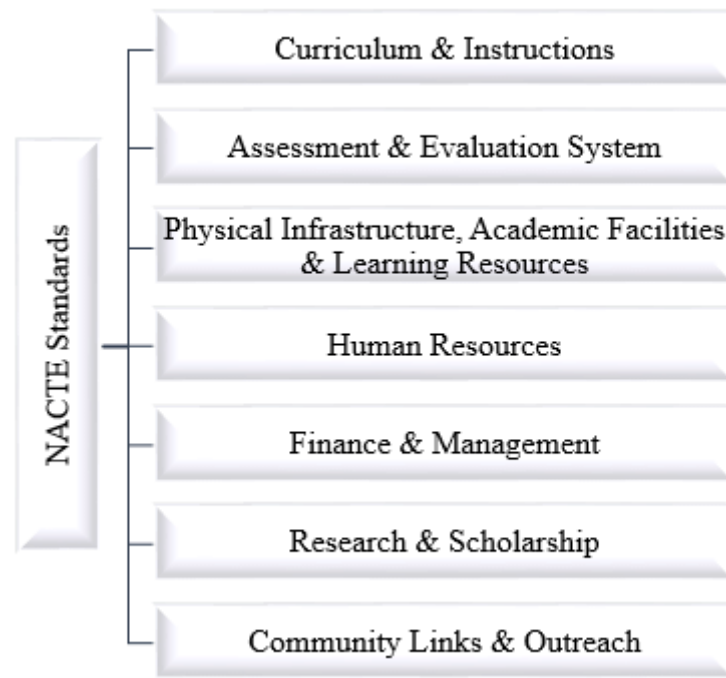 NACTE Standards
Curriculum & Instructions
Assessment & Evaluation System
Physical Infrastructure, Academic Facilities
& Learning Resources
Human Resources
Finance & Management
Research & Scholarship
Community Links & Outreach